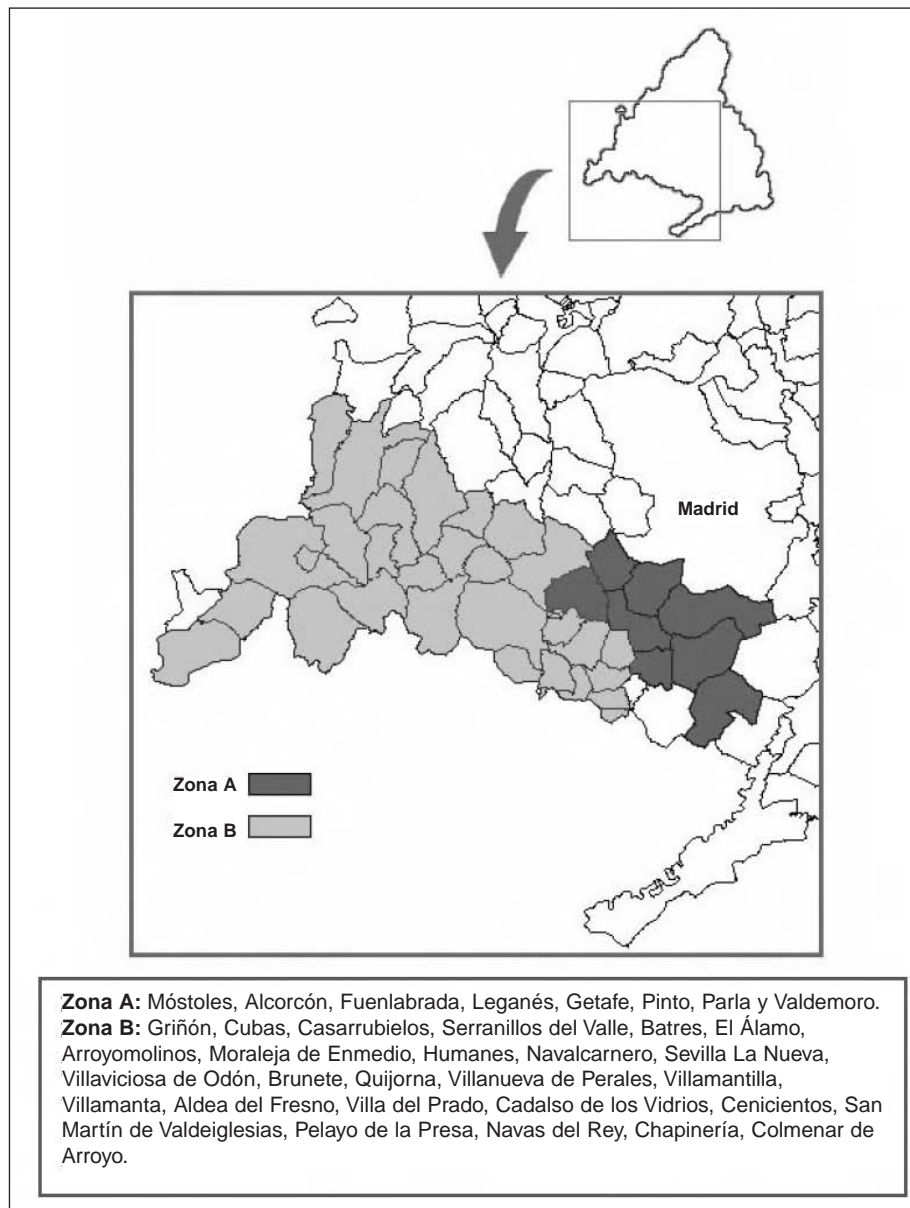 Madrid
Zona A
Zona B
Zona A: Móstoles, Alcorcón, Fuenlabrada, Leganés, Getafe, Pinto, Parla y Valdemoro.
Zona B: Griñón, Cubas, Casarrubielos, Serranillos del Valle, Batres, El Álamo,
Arroyomolinos, Moraleja de Enmedio, Humanes, Navalcarnero, Sevilla La Nueva,
Villaviciosa de Odón, Brunete, Quijorna, Villanueva de Perales, Villamantilla,
Villamanta, Aldea del Fresno, Villa del Prado, Cadalso de los Vidrios, Cenicientos, San
Martín de Valdeiglesias, Pelayo de la Presa, Navas del Rey, Chapinería, Colmenar de
Arroyo.